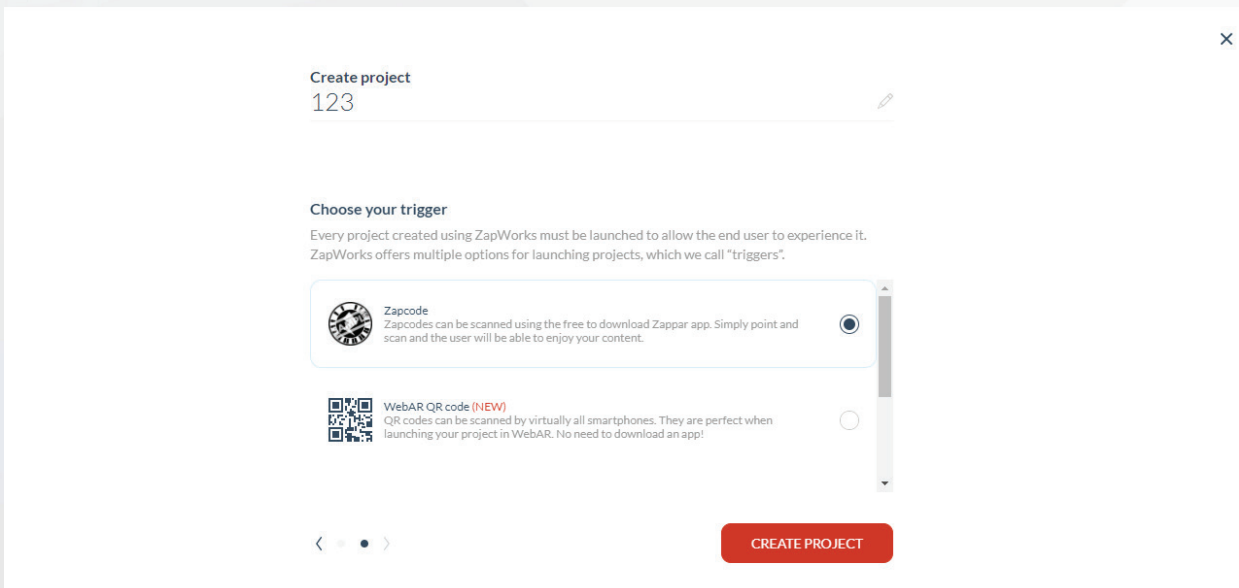 Create project
123
Choose your trigger
Every project created using ZapWorks must be launched to allow the end user to experience it.
ZapWorks offers multiple options for launching projects, which we call "triggers".
Zapcode
Zapcodes can be scanned using the free to download Zappar app. Simply point and
scan and the user will be able to enjoy your content.
WebAR QR code (NEW)
QR codes can be scanned by virtually all smartphones. They are perfect when
launching your project in WebAR. No need to download an app!
CREATE PROJECT